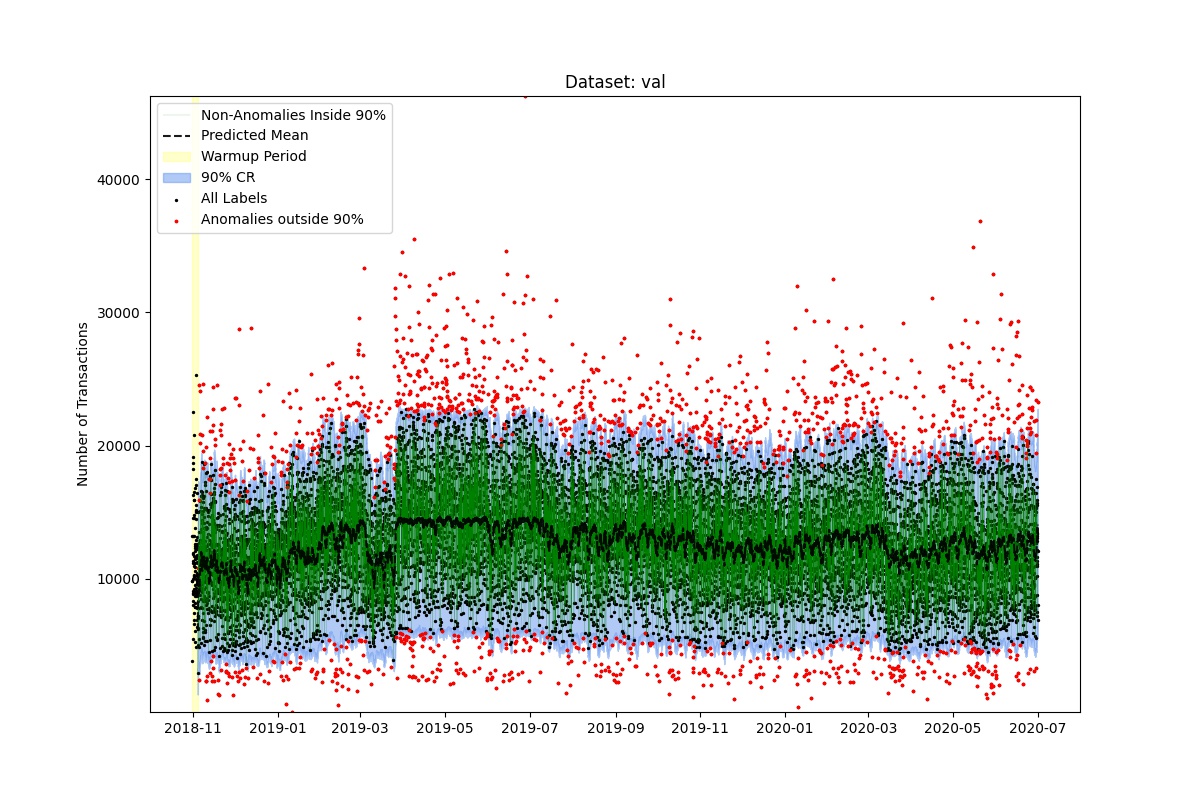 Dataset: val
Non-Anomalies Inside 90%
Predicted Mean
Warmup Period
90% CR
All Labels
Anomalies outside 90%
Number of Transactions
40000
30000
20000
10000
2018-11 2019-01 2019-03 2019-05 2019-07 2019-09 2019-11 2020-01 2020-03 2020-05 2020-07